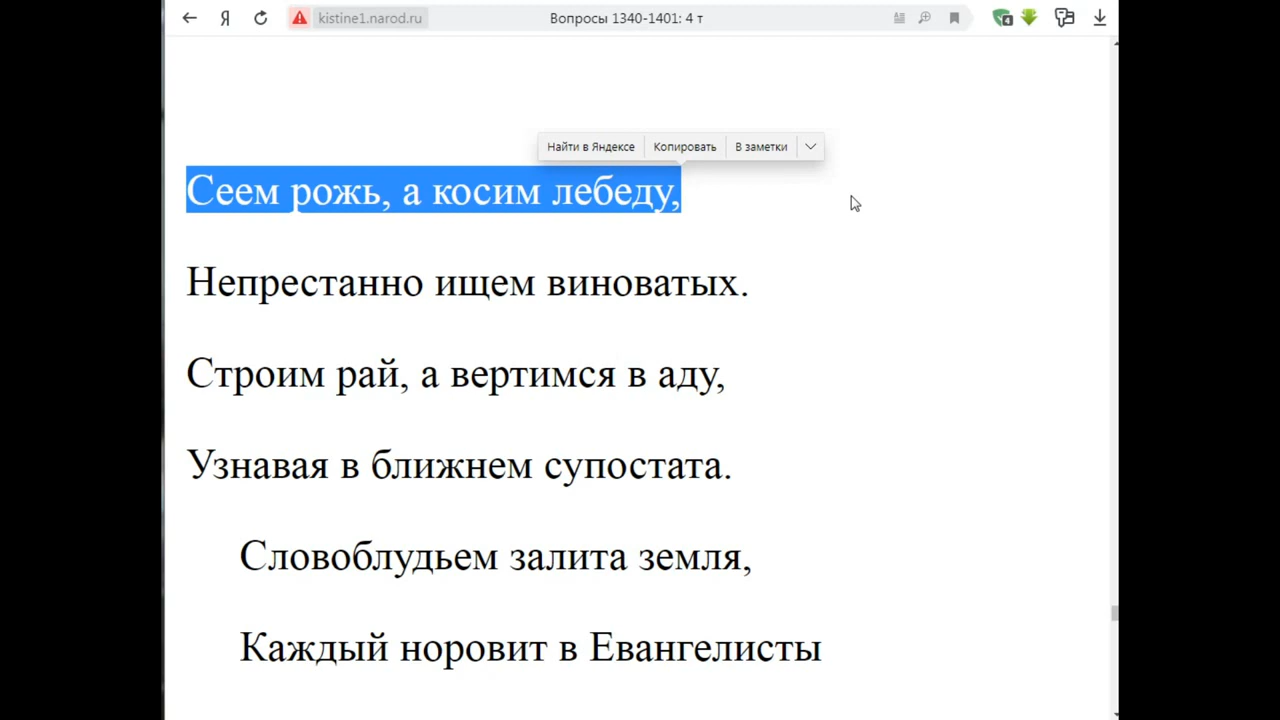 Я kistine1.narod.ru Вопросы 1340-1401: 4 т
Найти в Яндексе Копировать В заметки
Сеем рожь, а косим лебеду,
Непрестанно ищем виноватых.
Строим рай, а вертимся в аду,
Узнавая в ближнем супостата.
Словоблудьем залита земля,
Каждый норовит в Евангелисты